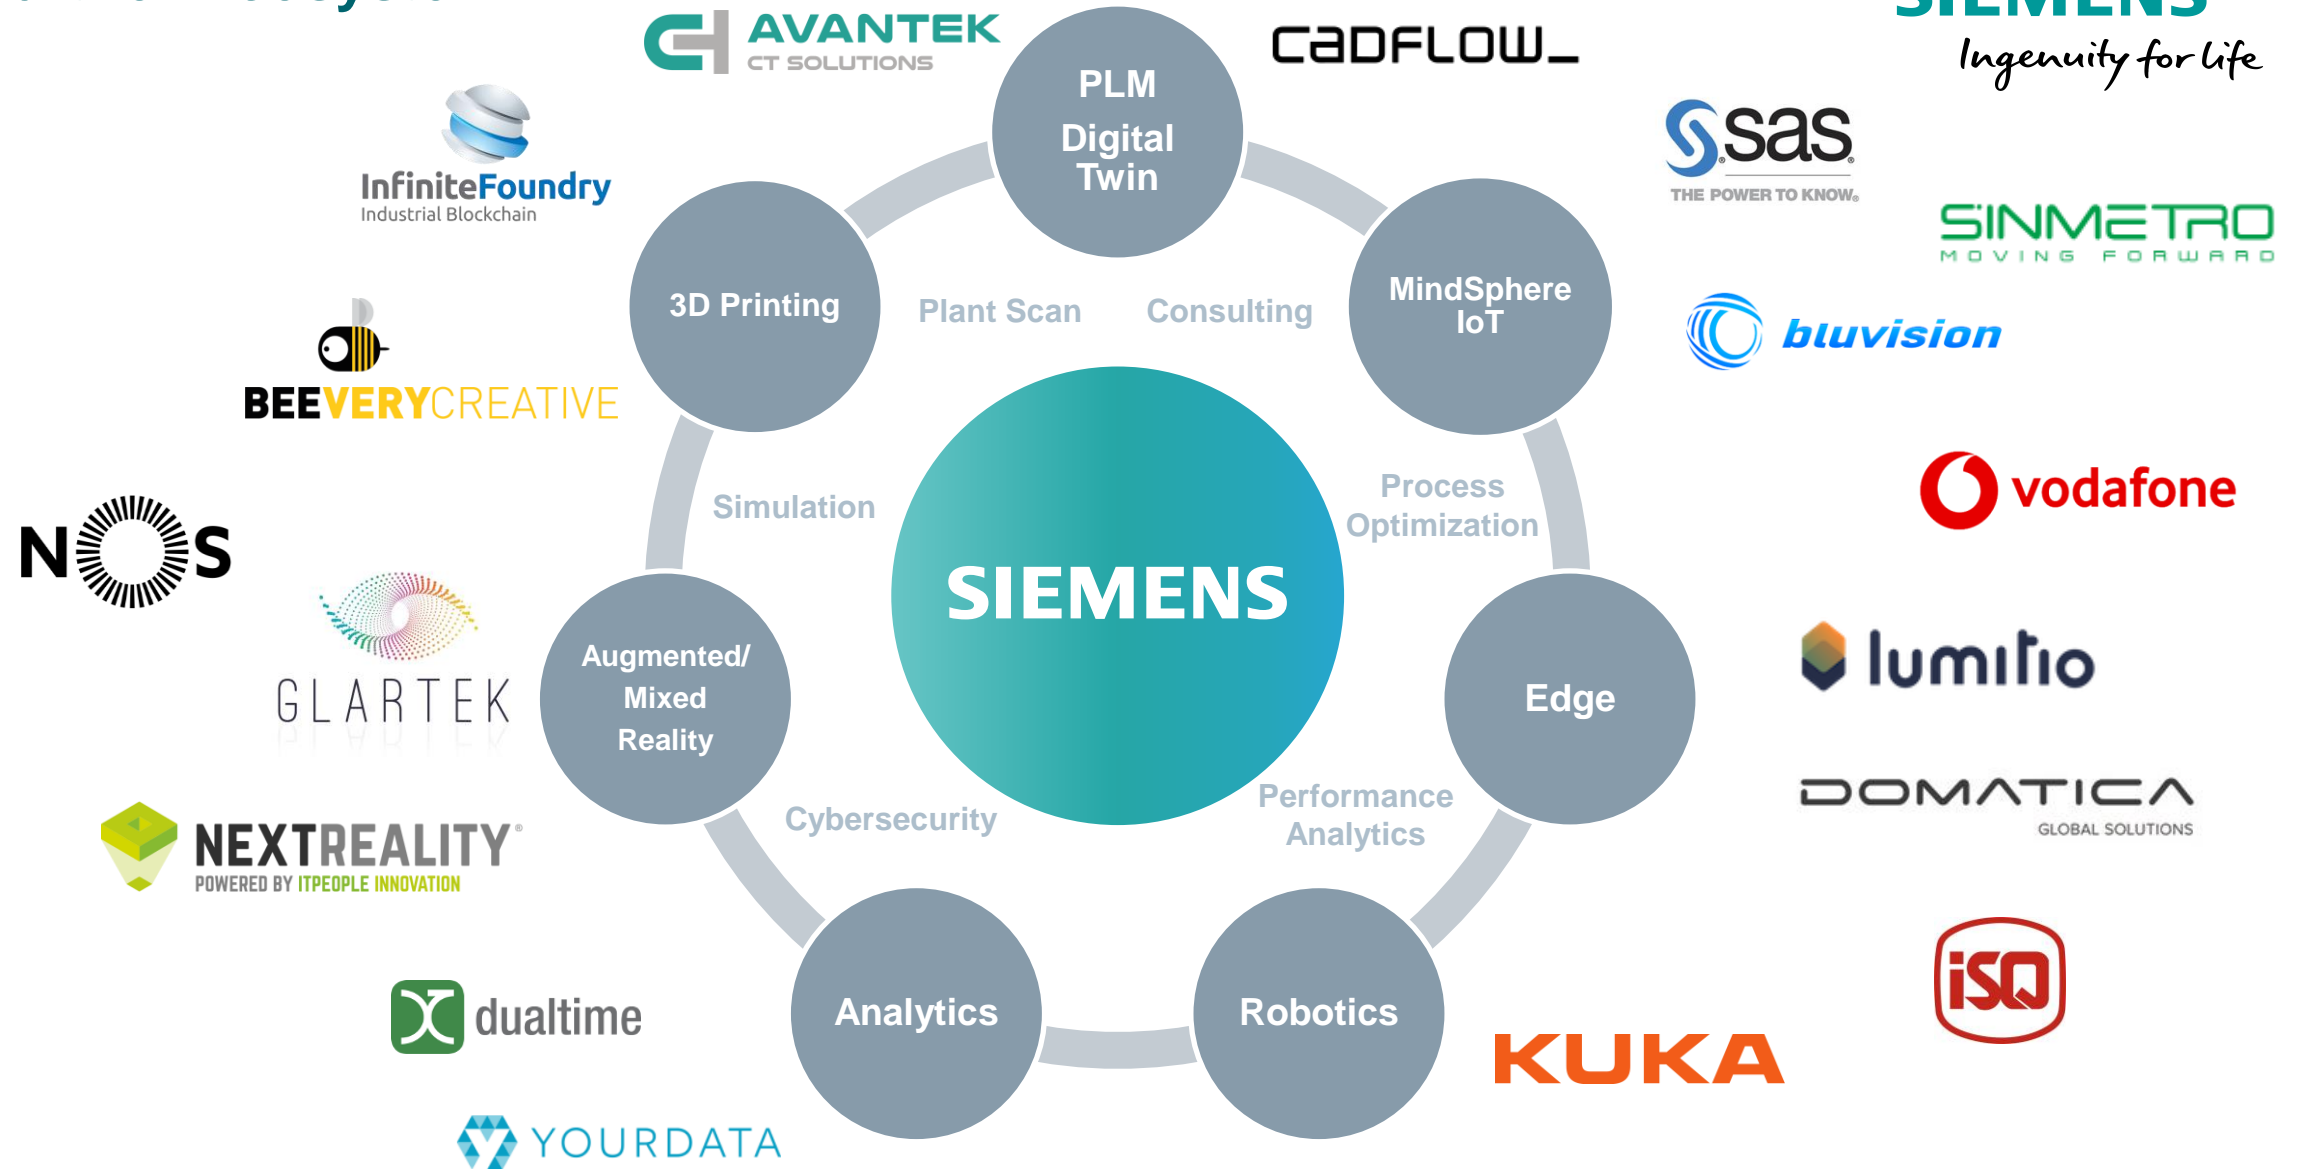 SIEMENS
Ingenuity for life
AVANTEK
CT SOLUTIONS
CADFLOW_
PLM
Digital
Twin
InfiniteFoundry
Industrial Blockchain
sas
THE POWER TO KNOW®
SINMETRO
MOVING FORWARD
3D Printing
Plant Scan
Consulting
MindSphere
IoT
bluvision
BEEVERYCREATIVE
vodafone
Simulation
Process
Optimization
NOS
SIEMENS
GLARTEK
Augmented/
Mixed
Reality
Edge
lumitio
DOMATICA
GLOBAL SOLUTIONS
Cybersecurity
Performance
Analytics
NEXTREALITY®
POWERED BY ITPEOPLE INNOVATION
iSQ
dualtime
Analytics
Robotics
KUKA
YOURDATA